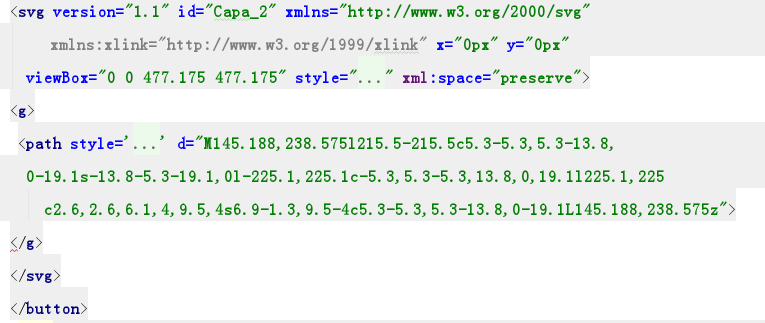 <svg version="1.1" id="Capa_2" xmlns="http://www.w3.org/2000/svg"
xmlns:xlink="http://www.w3.org/1999/xlink" x="0px" y="0px"
viewBox="0 0 477.175 477.175" style="..." xml:space="preserve">
<g>
<path style='...' d="M145.188,238.575l215.5-215.5c5.3-5.3,5.3-13.8,
0-19.1s-13.8-5.3-19.1,0l-225.1,225.1c-5.3,5.3-5.3,13.8,0,19.1l225.1,225
c2.6,2.6,6.1,4,9.5,4s6.9-1.3,9.5-4c5.3-5.3,5.3-13.8,0-19.1L145.188,238.575z">
</g>
</svg>
</button>